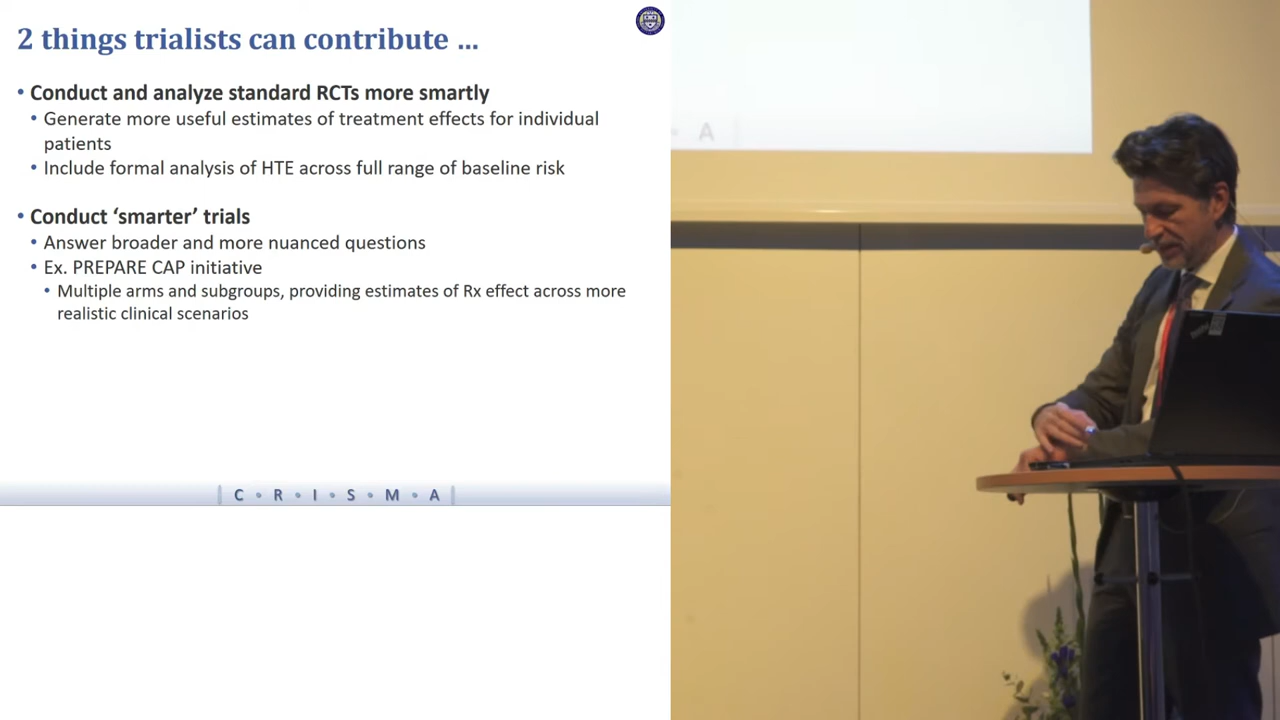 2 things trialists can contribute ...
• Conduct and analyze standard RCTs more smartly
• Generate more useful estimates of treatment effects for individual
patients
• Include formal analysis of HTE across full range of baseline risk
• Conduct ‘smarter’ trials
• Answer broader and more nuanced questions
• Ex. PREPARE CAP initiative
• Multiple arms and subgroups, providing estimates of Rx effect across more
realistic clinical scenarios
| C • R • I • S • M • A |
• A |